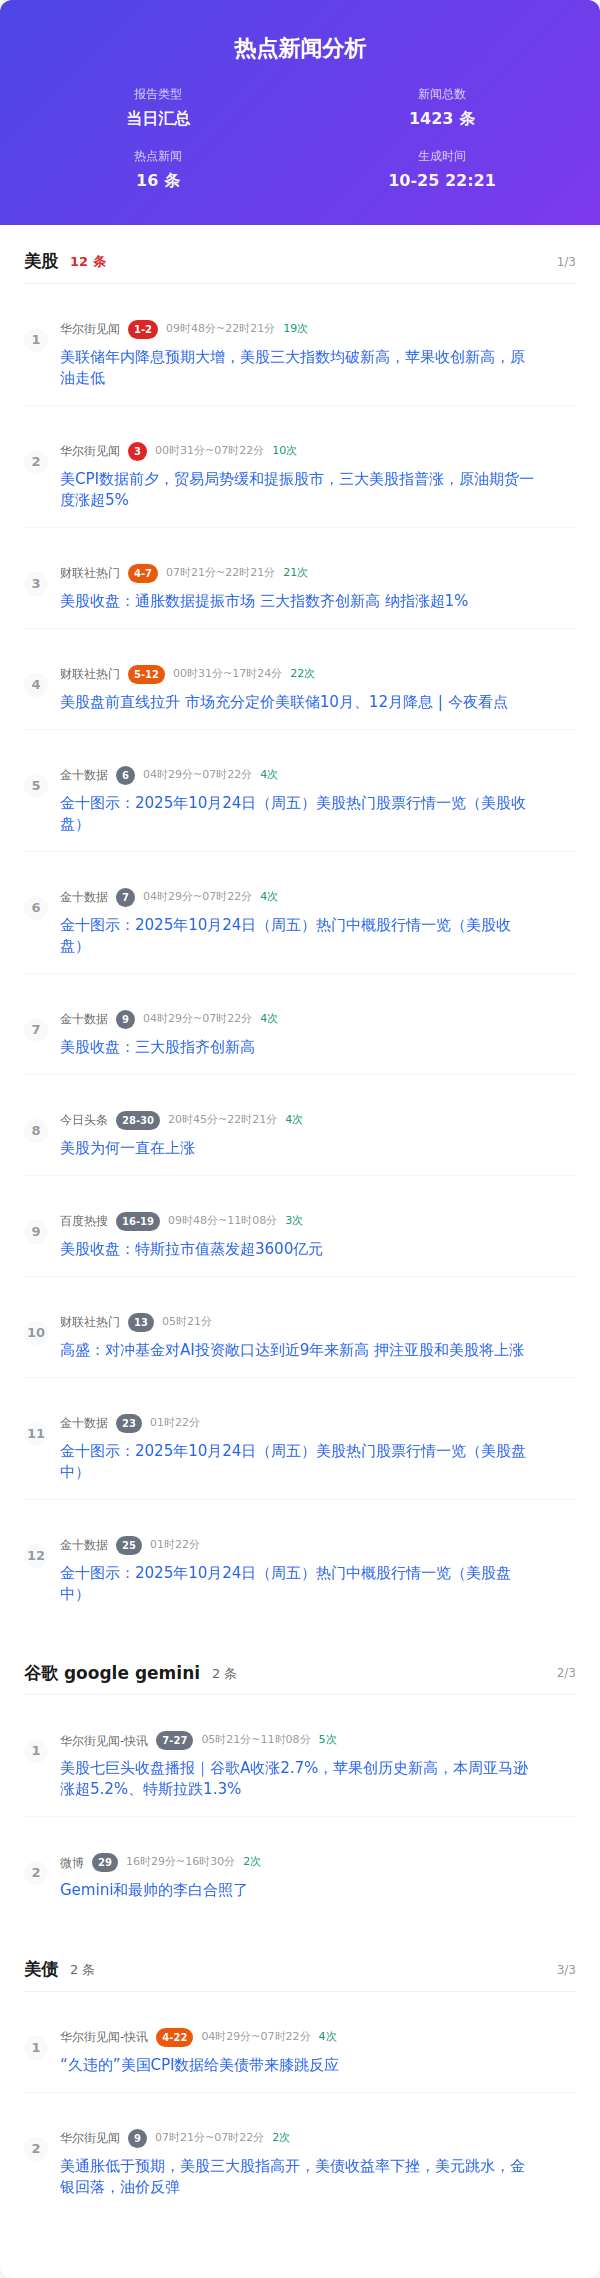 热点新闻分析
报告类型
新闻总数
当日汇总
1423 条
热点新闻
生成时间
16 条
10-25 22:21
美股 12 条 1/3
1
华尔街见闻 1-2 09时48分~22时21分 19次
美联储年内降息预期大增，美股三大指数均破新高，苹果收创新高，原
油走低
2
华尔街见闻 3 00时31分~07时22分 10次
美CPI数据前夕，贸易局势缓和提振股市，三大美股指普涨，原油期货一
度涨超5%
3
财联社热门 4-7 07时21分~22时21分 21次
美股收盘：通胀数据提振市场 三大指数齐创新高 纳指涨超1%
4
财联社热门 5-12 00时31分~17时24分 22次
美股盘前直线拉升 市场充分定价美联储10月、12月降息 | 今夜看点
5
金十数据 6 04时29分~07时22分 4次
金十图示：2025年10月24日（周五）美股热门股票行情一览（美股收
盘）
6
金十数据 7 04时29分~07时22分 4次
金十图示：2025年10月24日（周五）热门中概股行情一览（美股收
盘）
7
金十数据 9 04时29分~07时22分 4次
美股收盘：三大股指齐创新高
8
今日头条 28-30 20时45分~22时21分 4次
美股为何一直在上涨
9
百度热搜 16-19 09时48分~11时08分 3次
美股收盘：特斯拉市值蒸发超3600亿元
10
财联社热门 13 05时21分
高盛：对冲基金对AI投资敞口达到近9年来新高 押注亚股和美股将上涨
11
金十数据 23 01时22分
金十图示：2025年10月24日（周五）美股热门股票行情一览（美股盘
中）
12
金十数据 25 01时22分
金十图示：2025年10月24日（周五）热门中概股行情一览（美股盘
中）
谷歌 google gemini 2 条 2/3
1
华尔街见闻-快讯 7-27 05时21分~11时08分 5次
美股七巨头收盘播报｜谷歌A收涨2.7%，苹果创历史新高，本周亚马逊
涨超5.2%、特斯拉跌1.3%
2
微博 29 16时29分~16时30分 2次
Gemini和最帅的李白合照了
美债 2 条 3/3
1
华尔街见闻-快讯 4-22 04时29分~07时22分 4次
“久违的”美国CPI数据给美债带来膝跳反应
2
华尔街见闻 9 07时21分~07时22分 2次
美通胀低于预期，美股三大股指高开，美债收益率下挫，美元跳水，金
银回落，油价反弹